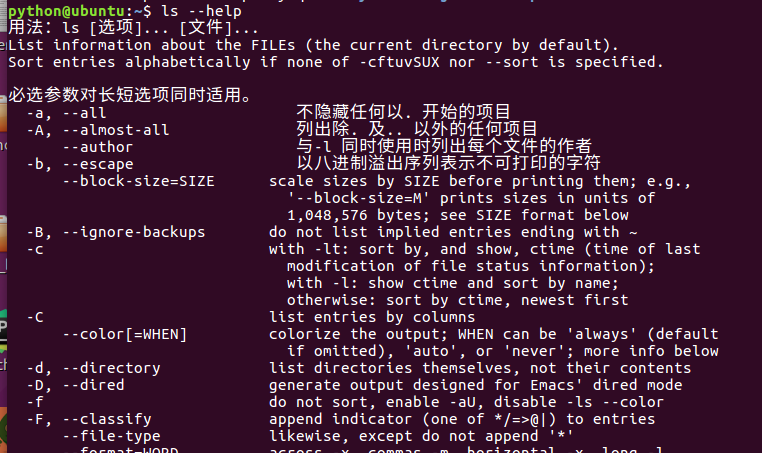 python@ubuntu:~$ ls --help
用法：ls [选项]... [文件]...
List information about the FILEs (the current directory by default).
Sort entries alphabetically if none of -cftuvSUX nor --sort is specified.
必选参数对长短选项同时适用。
-a, --all 不隐藏任何以. 开始的项目
-A, --almost-all 列出除. 及.. 以外的任何项目
--author 与-l 同时使用时列出每个文件的作者
-b, --escape 以八进制溢出序列表示不可打印的字符
--block-size=SIZE scale sizes by SIZE before printing them; e.g.,
'--block-size=M' prints sizes in units of
1,048,576 bytes; see SIZE format below
-B, --ignore-backups do not list implied entries ending with ~
-c with -lt: sort by, and show, ctime (time of last
modification of file status information);
with -l: show ctime and sort by name;
otherwise: sort by ctime, newest first
-C list entries by columns
--color[=WHEN] colorize the output; WHEN can be 'always' (default
if omitted), 'auto', or 'never'; more info below
-d, --directory list directories themselves, not their contents
-D, --dired generate output designed for Emacs' dired mode
-f do not sort, enable -aU, disable -ls --color
-F, --classify append indicator (one of */=>@|) to entries
--file-type likewise, except do not append '*'
--format=WORD across -x, commas -m, horizontal -x, long -l,